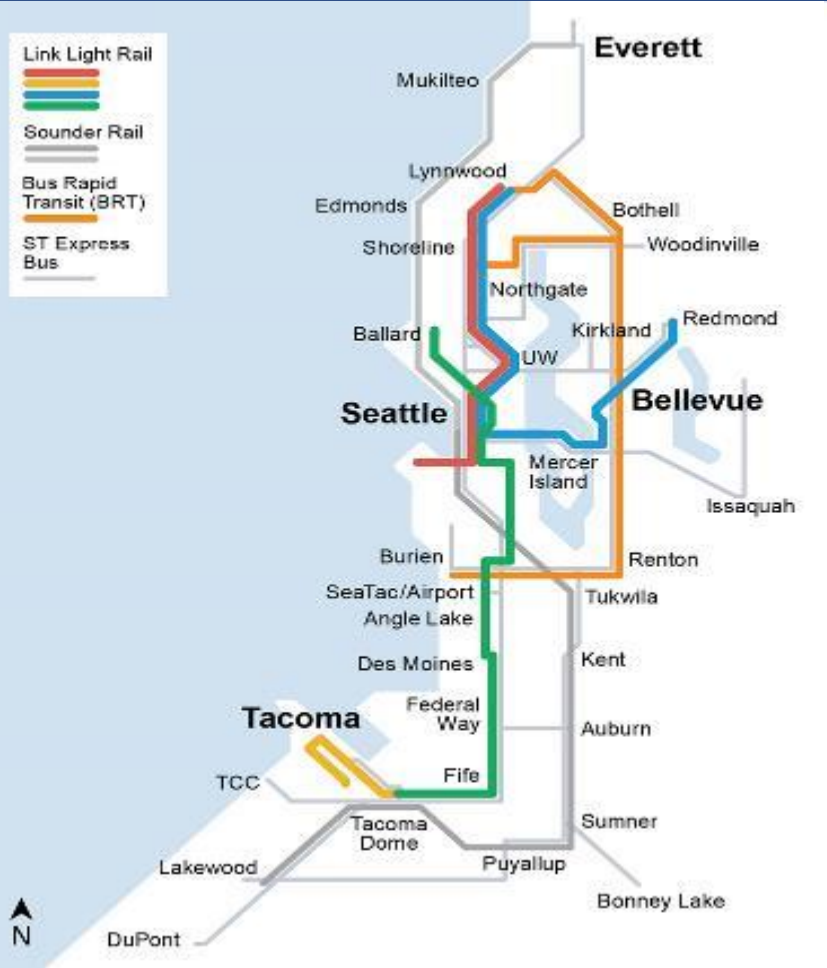 Link Light Rail
Sounder Rail
Bus Rapid
Transit (BRT)
ST Express
Bus
Everett
Mukilteo
Lynnwood
Edmonds
Bothell
Shoreline
Woodinville
Northgate
Ballard
Kirkland
Redmond
UW
Seattle
Bellevue
Mercer
Island
Issaquah
Burien
Renton
SeaTac/Airport
Tukwila
Angle Lake
Des Moines
Kent
Federal
Way
Tacoma
Auburn
Fife
TCC
Tacoma
Dome
Sumner
Lakewood
Puyallup
Bonney Lake
N
DuPont